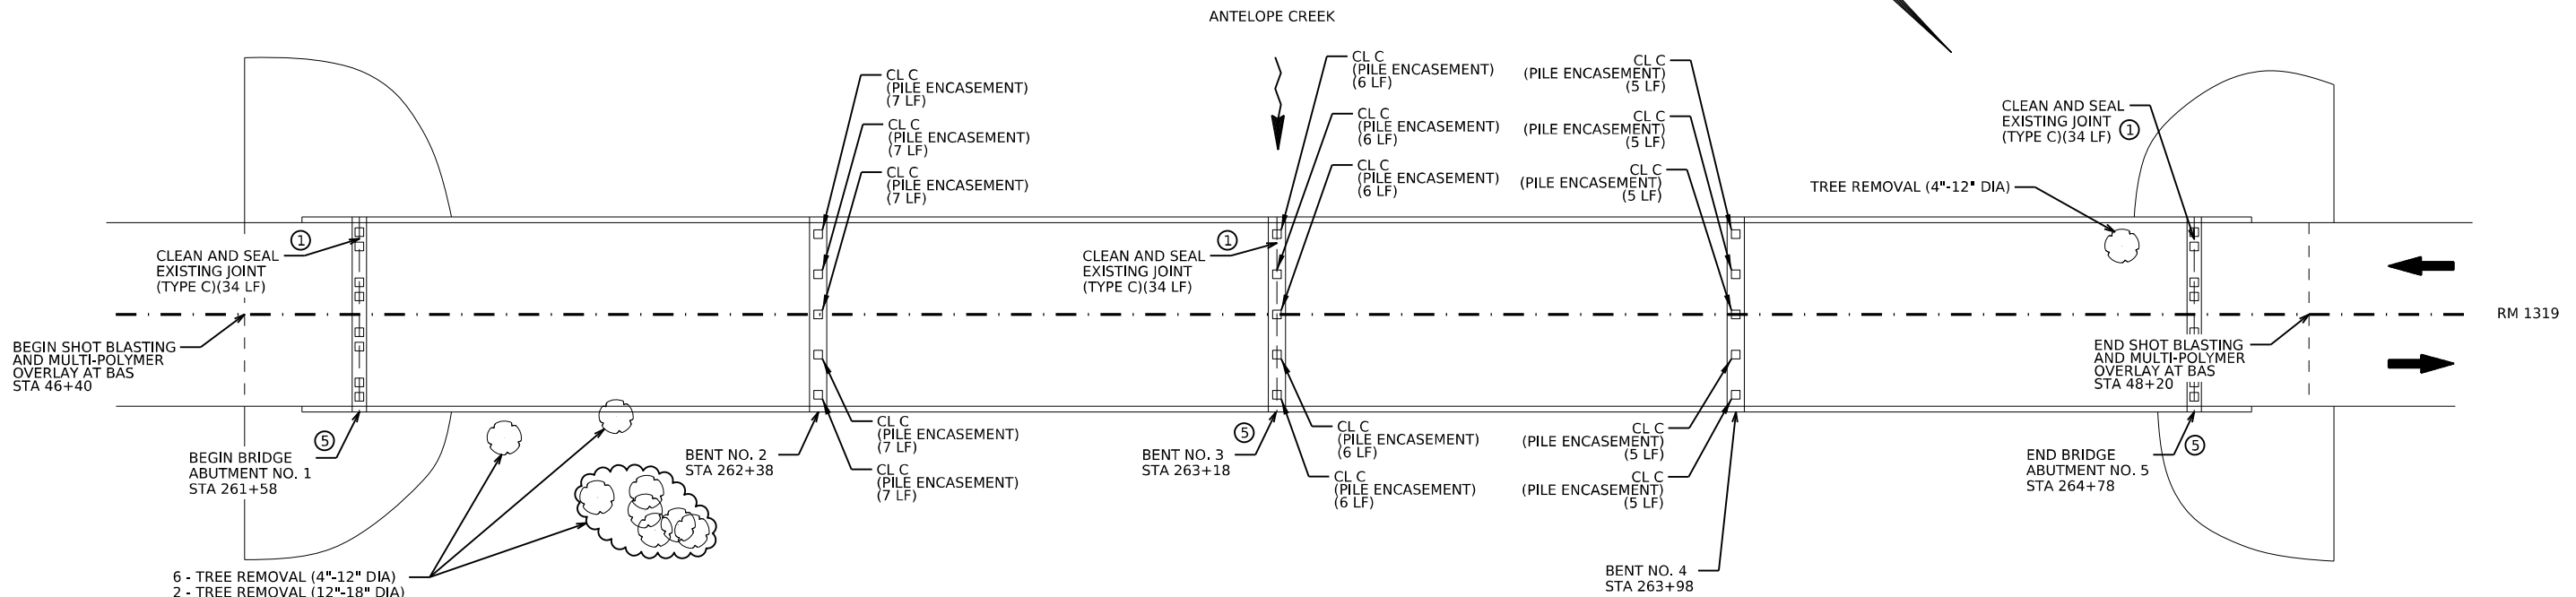 ANTELOPE CREEK
CL C
(PILE ENCASEMENT)
(7 LF)
CL C
(PILE ENCASEMENT)
(7 LF)
CL C
(PILE ENCASEMENT)
(7 LF)
CL C
(PILE ENCASEMENT)
(6 LF)
CL C
(PILE ENCASEMENT)
(6 LF)
CL C
(PILE ENCASEMENT)
(6 LF)
CL C
(PILE ENCASEMENT)
(5 LF)
CL C
(PILE ENCASEMENT)
(5 LF)
CL C
(PILE ENCASEMENT)
(5 LF)
CLEAN AND SEAL
EXISTING JOINT
(TYPE C)(34 LF)
1
TREE REMOVAL (4"-12" DIA)
1
CLEAN AND SEAL
EXISTING JOINT
(TYPE C)(34 LF)
1
CLEAN AND SEAL
EXISTING JOINT
(TYPE C)(34 LF)
RM 1319
BEGIN SHOT BLASTING
AND MULTI-POLYMER
OVERLAY AT BAS
STA 46+40
END SHOT BLASTING
AND MULTI-POLYMER
OVERLAY AT BAS
STA 48+20
5
BEGIN BRIDGE
ABUTMENT NO. 1
STA 261+58
BENT NO. 2
STA 262+38
CL C
(PILE ENCASEMENT)
(7 LF)
CL C
(PILE ENCASEMENT)
(7 LF)
5
BENT NO. 3
STA 263+18
CL C
(PILE ENCASEMENT)
(6 LF)
CL C
(PILE ENCASEMENT)
(6 LF)
CL C
(PILE ENCASEMENT)
(5 LF)
CL C
(PILE ENCASEMENT)
(5 LF)
5
END BRIDGE
ABUTMENT NO. 5
STA 264+78
BENT NO. 4
STA 263+98
6 - TREE REMOVAL (4"-12" DIA)
2 - TREE REMOVAL (12"-18" DIA)